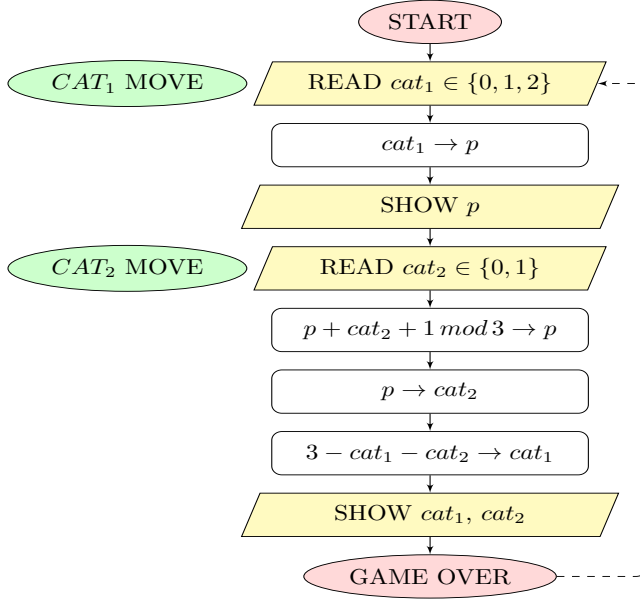 START
CAT₁ MOVE
READ cat₁ ∈ {0, 1, 2}
cat₁ → p
SHOW p
CAT₂ MOVE
READ cat₂ ∈ {0, 1}
p + cat₂ + 1 mod 3 → p
p → cat₂
3 − cat₁ − cat₂ → cat₁
SHOW cat₁, cat₂
GAME OVER